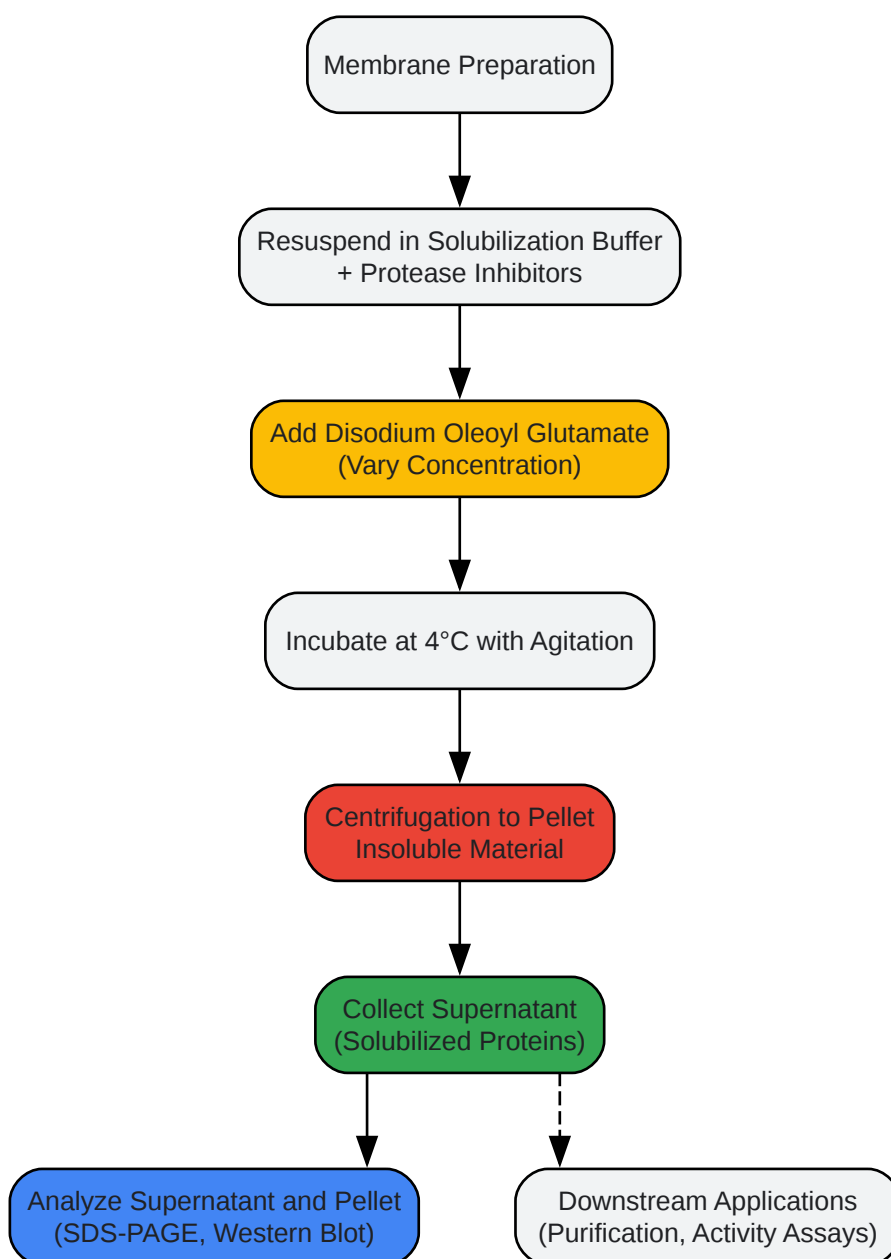 Membrane Preparation
Resuspend in Solubilization Buffer
+ Protease Inhibitors
Add Disodium Oleoyl Glutamate
(Vary Concentration)
Incubate at 4°C with Agitation
Centrifugation to Pellet
Insoluble Material
Collect Supernatant
(Solubilized Proteins)
Analyze Supernatant and Pellet
(SDS-PAGE, Western Blot)
Downstream Applications
(Purification, Activity Assays)